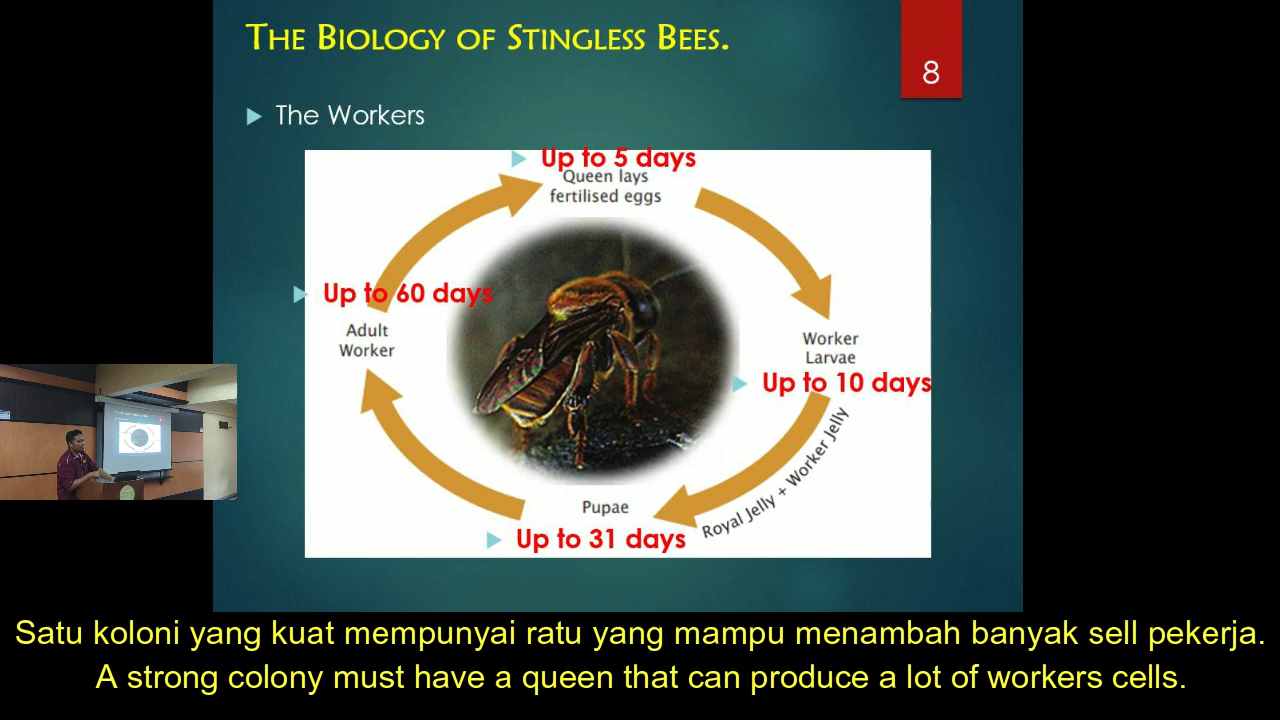 THE BIOLOGY OF STINGLESS BEES.
8
The Workers
Up to 5 days
Queen lays
fertilised eggs
Up to 60 days
Adult
Worker
Worker
Larvae
Up to 10 days
Royal Jelly + Worker Jelly
Pupae
Up to 31 days
Satu koloni yang kuat mempunyai ratu yang mampu menambah banyak sell pekerja.
A strong colony must have a queen that can produce a lot of workers cells.